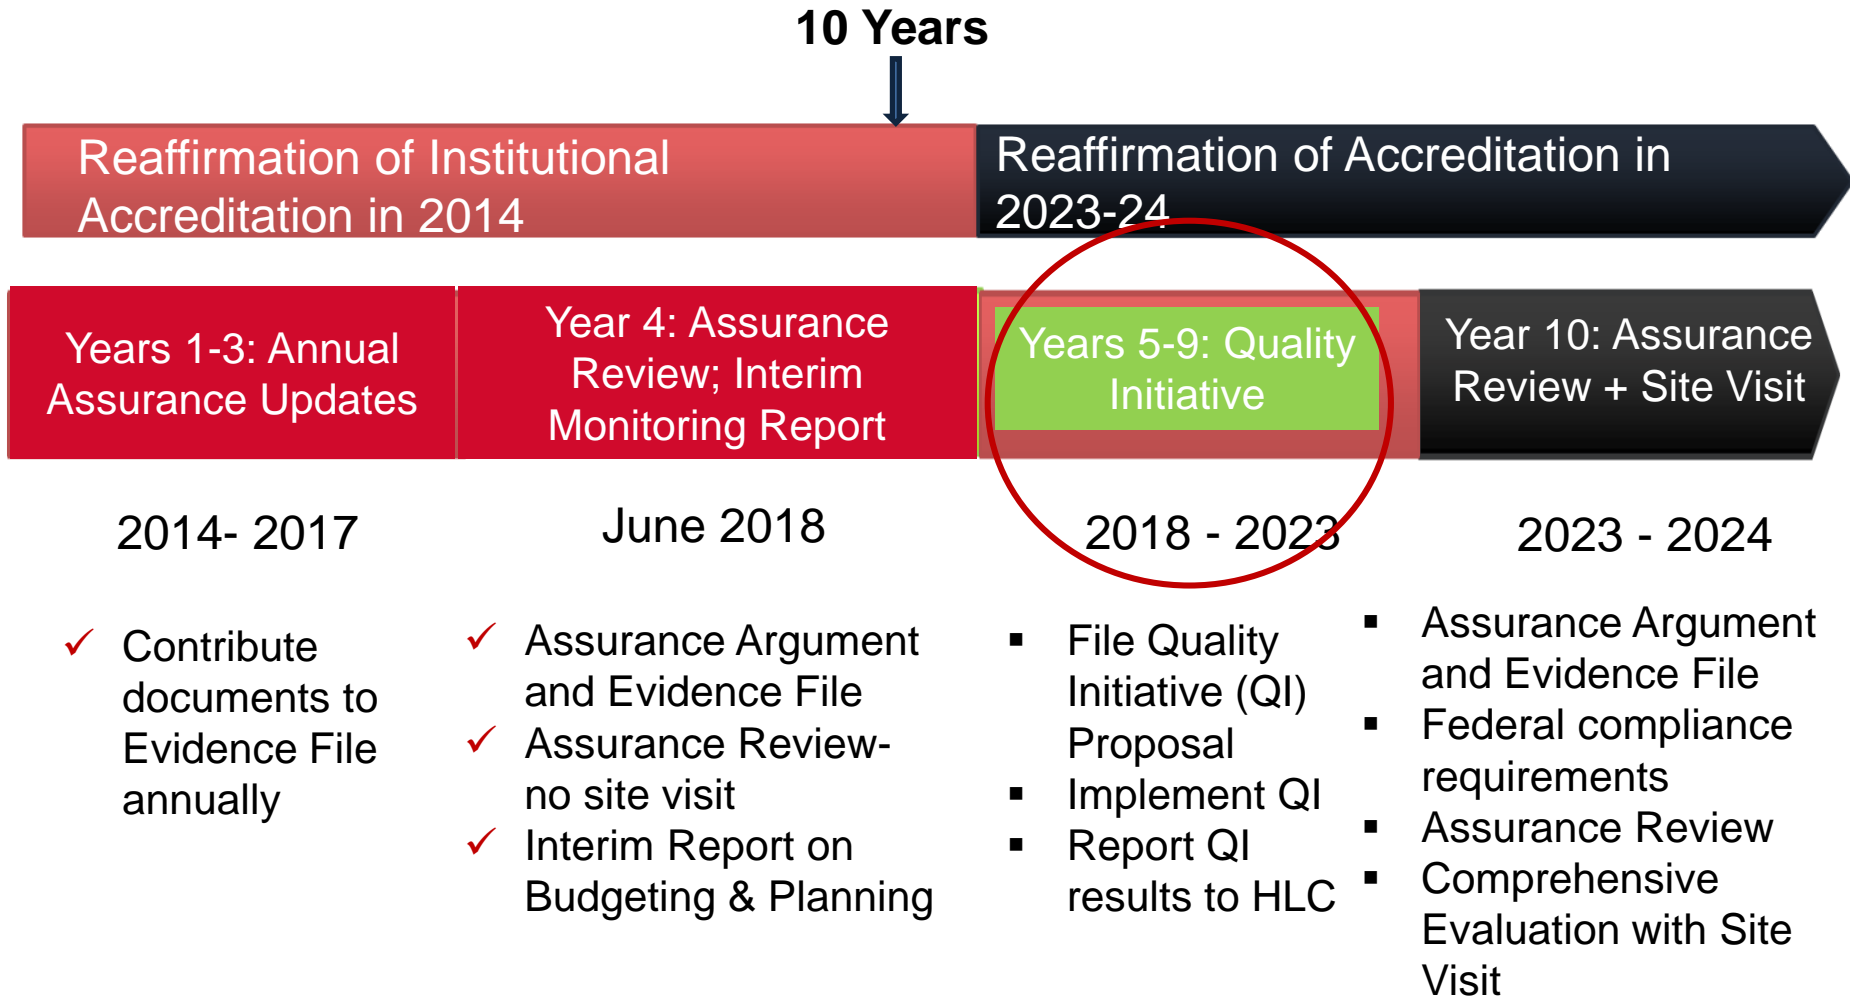 10 Years
Reaffirmation of Institutional
Accreditation in 2014
Reaffirmation of Accreditation in
2023-24
Years 1-3: Annual
Assurance Updates
Year 4: Assurance
Review; Interim
Monitoring Report
Years 5-9: Quality
Initiative
Year 10: Assurance
Review + Site Visit
2014- 2017
June 2018
2018 - 2023
2023 - 2024
✓ Contribute
documents to
Evidence File
annually
✓ Assurance Argument
and Evidence File
✓ Assurance Review-
no site visit
✓ Interim Report on
Budgeting & Planning
▪ File Quality
Initiative (QI)
Proposal
▪ Implement QI
▪ Report QI
results to HLC
▪ Assurance Argument
and Evidence File
▪ Federal compliance
requirements
▪ Assurance Review
▪ Comprehensive
Evaluation with Site
Visit